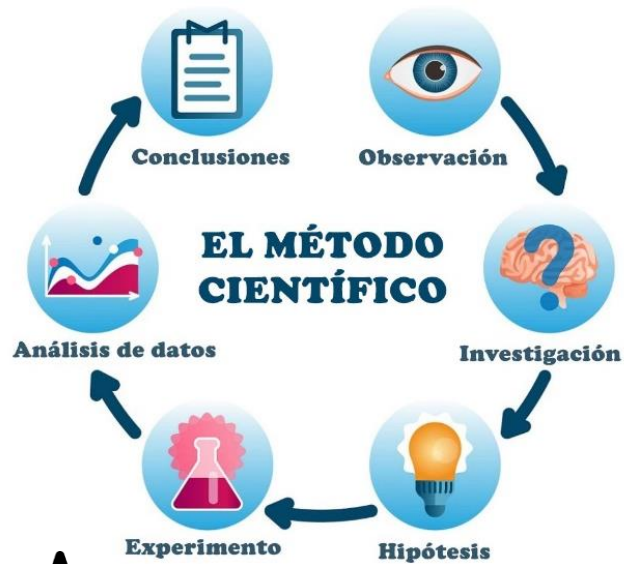 Conclusiones
Observación
EL MÉTODO
CIENTÍFICO
Análisis de datos
Investigación
Experimento
Hipótesis